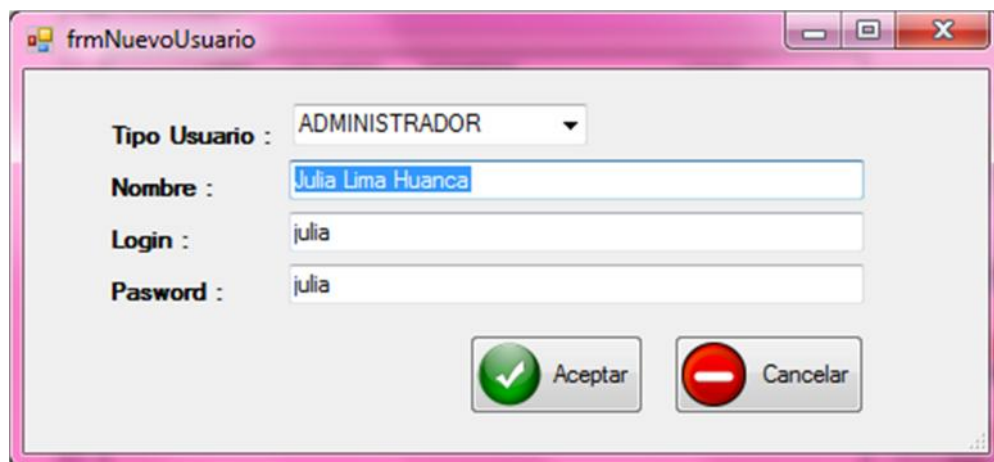 frmNuevoUsuario
Tipo Usuario : ADMINISTRADOR
Nombre : Julia Lima Huanca
Login : julia
Pasword : julia
Aceptar Cancelar